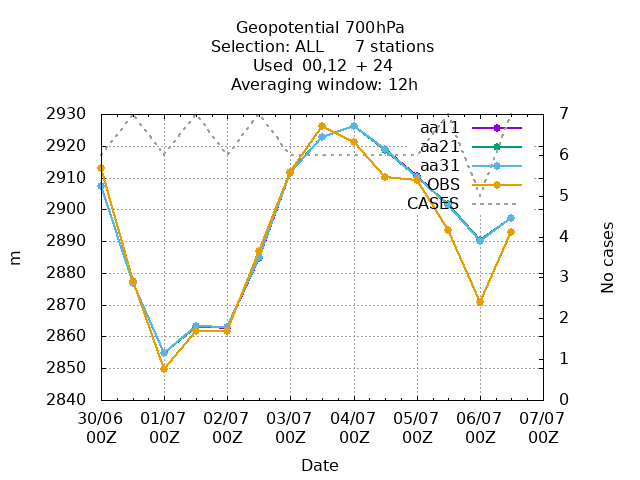 Geopotential 700hPa
Selection: ALL 7 stations
Used 00,12 + 24
Averaging window: 12h
2930
2920
2910
2900
2890
2880
2870
2860
2850
2840
m
7
6
5
4
3
2
1
0
No cases
aa11
aa21
aa31
OBS
CASES
30/06 01/07 02/07 03/07 04/07 05/07 06/07 07/07
00Z 00Z 00Z 00Z 00Z 00Z 00Z 00Z
Date